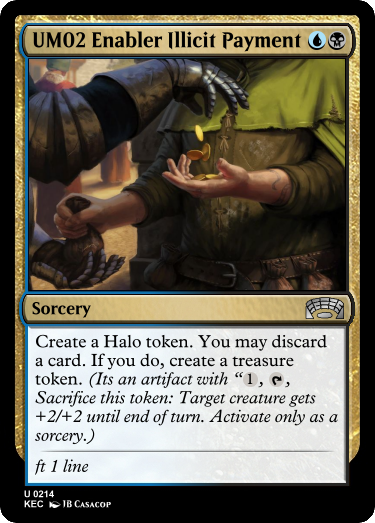 UM02 Enabler Illicit Payment
Sorcery
Create a Halo token. You may discard
a card. If you do, create a treasure
token. (Its an artifact with “1, T,
Sacrifice this token: Target creature gets
+2/+2 until end of turn. Activate only as a
sorcery.)
ft 1 line
U 0214
KEC JB Casacop